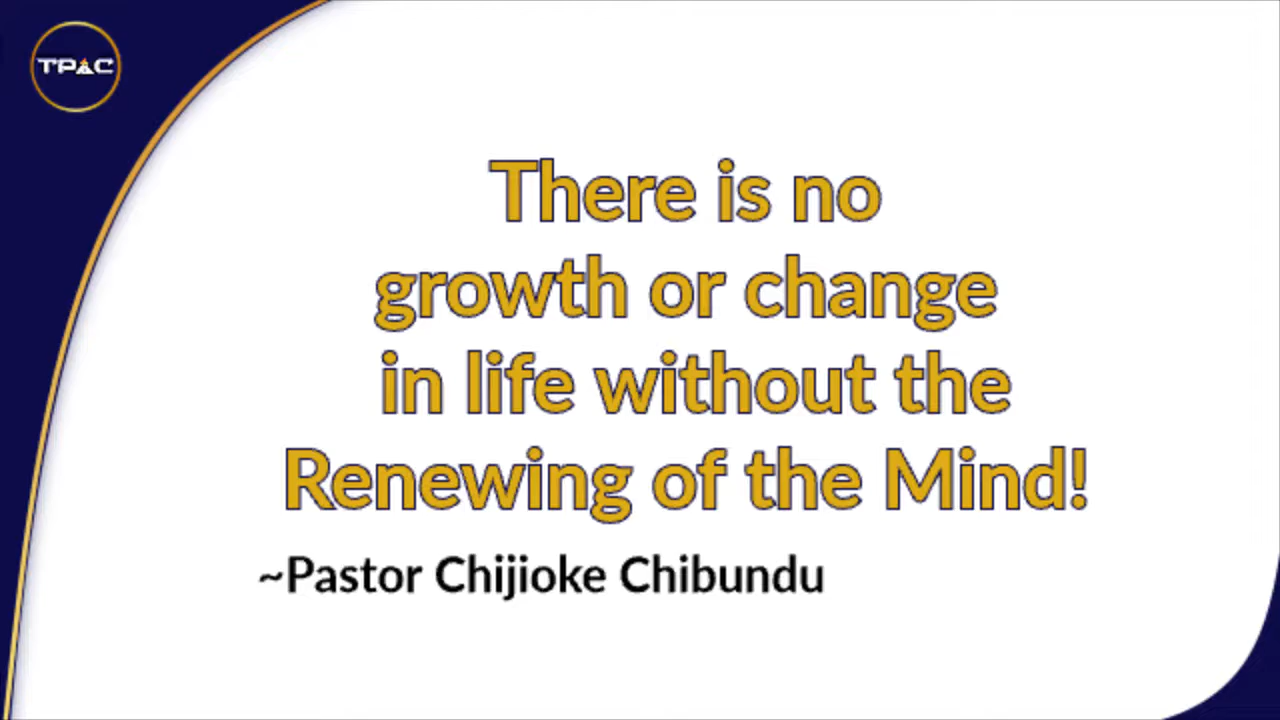 TPAC
There is no
growth or change
in life without the
Renewing of the Mind!
~Pastor Chijioke Chibundu